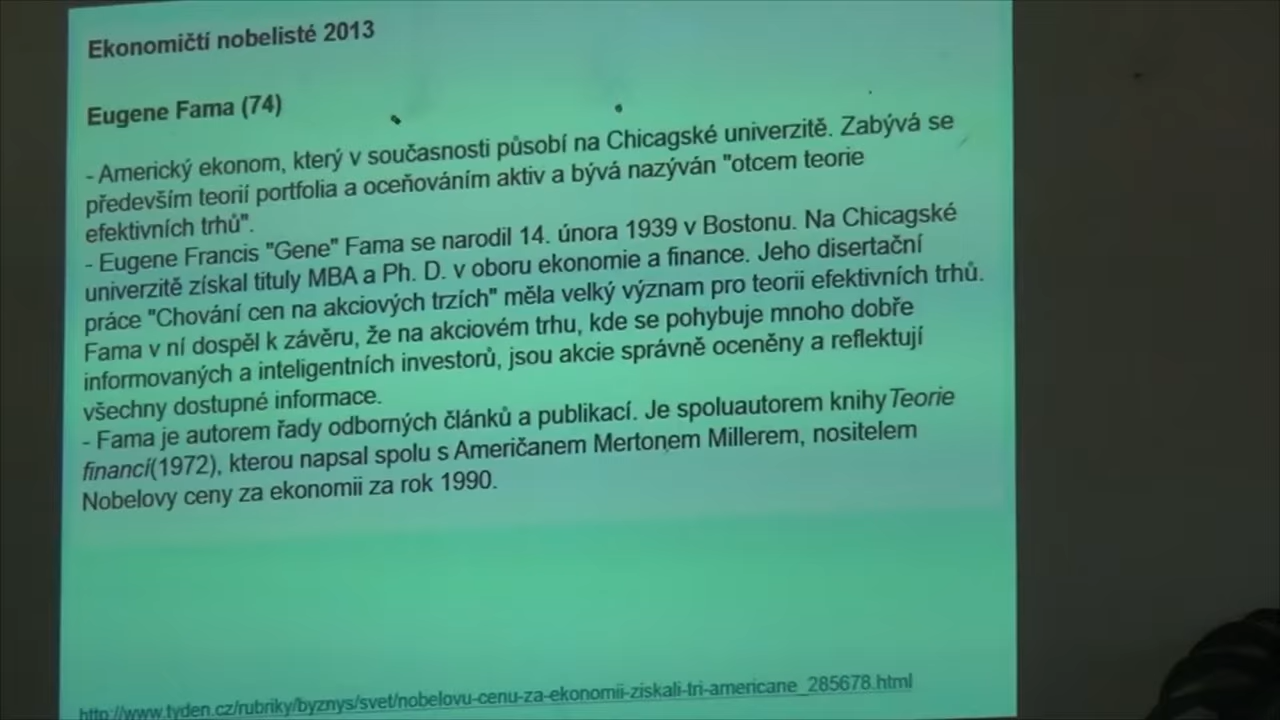 Ekonomičtí nobelisté 2013
Eugene Fama (74)
- Americký ekonom, který v současnosti působí na Chicagské univerzitě. Zabývá se
především teorií portfolia a oceňováním aktiv a bývá nazýván "otcem teorie
efektivních trhů".
- Eugene Francis "Gene" Fama se narodil 14. února 1939 v Bostonu. Na Chicagské
univerzitě získal tituly MBA a Ph. D. v oboru ekonomie a finance. Jeho disertační
práce "Chování cen na akciových trzích" měla velký význam pro teorii efektivních trhů.
Fama v ní dospěl k závěru, že na akciovém trhu, kde se pohybuje mnoho dobře
informovaných a inteligentních investorů, jsou akcie správně oceněny a reflektují
všechny dostupné informace.
- Fama je autorem řady odborných článků a publikací. Je spoluautorem knihy Teorie
financí(1972), kterou napsal spolu s Američanem Mertonem Millerem, nositelem
Nobelovy ceny za ekonomii za rok 1990.
http://www.tyden.cz/rubriky/byznys/svet/nobelovu-cenu-za-ekonomii-ziskali-tri-americane_285678.html